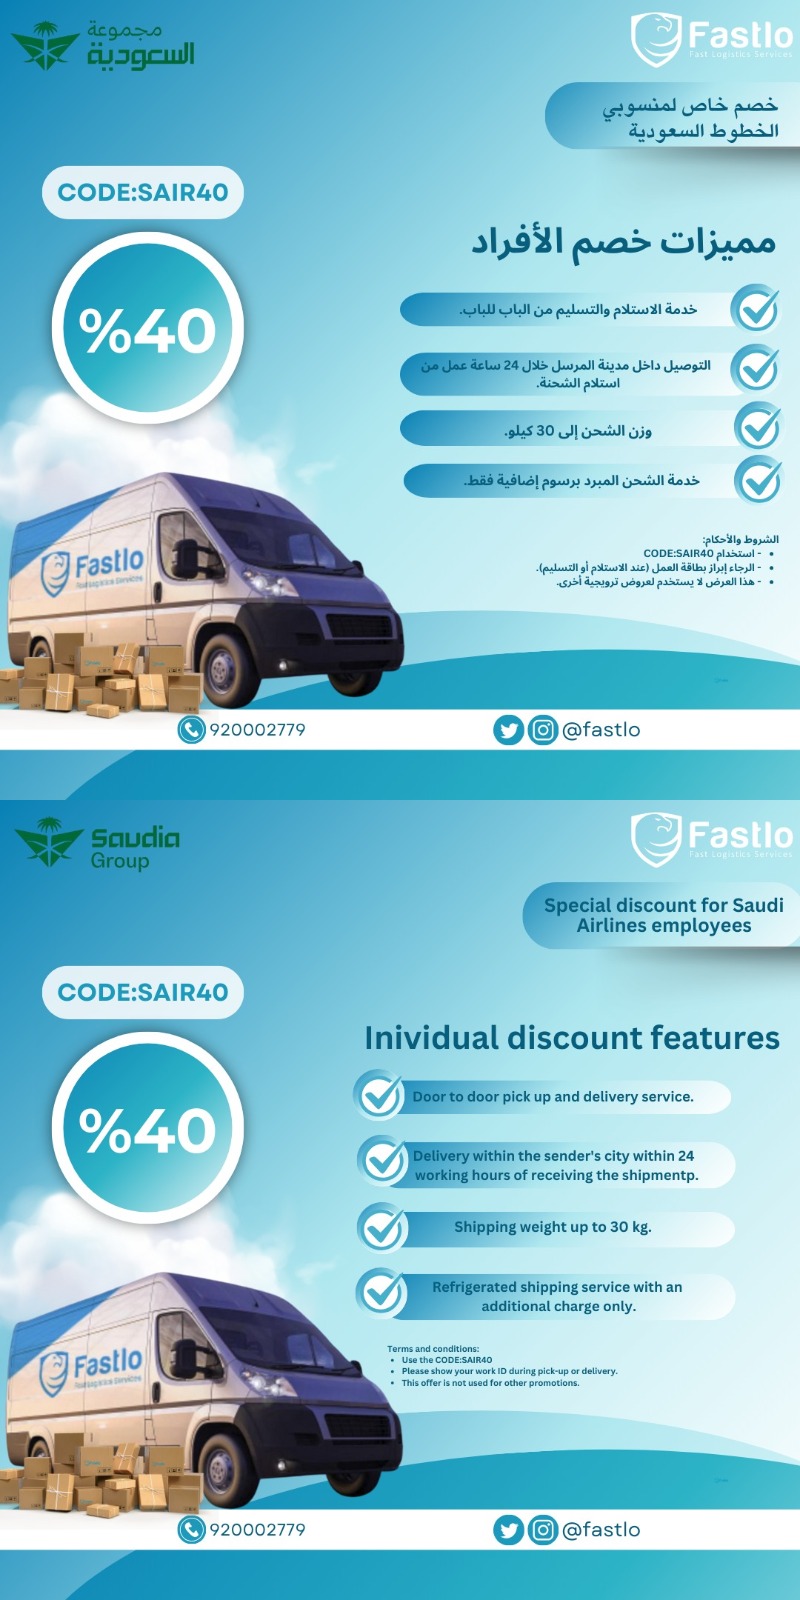 مجموعة
السعودية
Fastlo
Fast Logistics Services
خصم خاص لمنسوبي
الخطوط السعودية
CODE:SAIR40
%40
مميزات خصم الأفراد
خدمة الاستلام والتسليم من الباب للباب.
التوصيل داخل مدينة المرسل خلال 24 ساعة عمل من
استلام الشحنة.
وزن الشحن إلى 30 كيلو.
خدمة الشحن المبرد برسوم إضافية فقط.
الشروط والأحكام:
- استخدام CODE:SAIR40
- الرجاء إبراز بطاقة العمل (عند الاستلام أو التسليم).
- هذا العرض لا يستخدم لعروض ترويجية أخرى.
Fastlo
Fast Logistics Services
920002779
@fastlo
Saudia
Group
Fastlo
Fast Logistics Services
Special discount for Saudi
Airlines employees
CODE:SAIR40
%40
Inividual discount features
Door to door pick up and delivery service.
Delivery within the sender's city within 24
working hours of receiving the shipmentp.
Shipping weight up to 30 kg.
Refrigerated shipping service with an
additional charge only.
Terms and conditions:
Use the CODE:SAIR40
Please show your work ID during pick-up or delivery.
This offer is not used for other promotions.
Fastlo
Fast Logistics Services
920002779
@fastlo